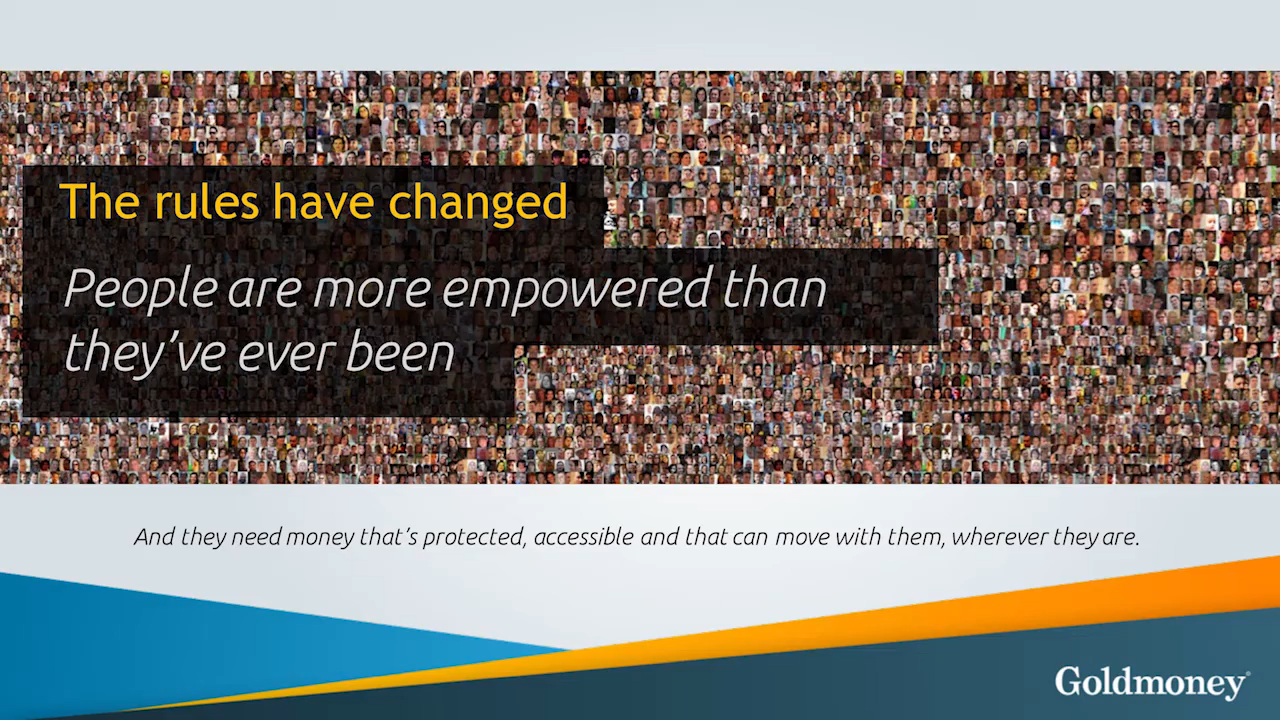 The rules have changed
People are more empowered than
they’ve ever been
And they need money that’s protected, accessible and that can move with them, wherever they are.
Goldmoney®